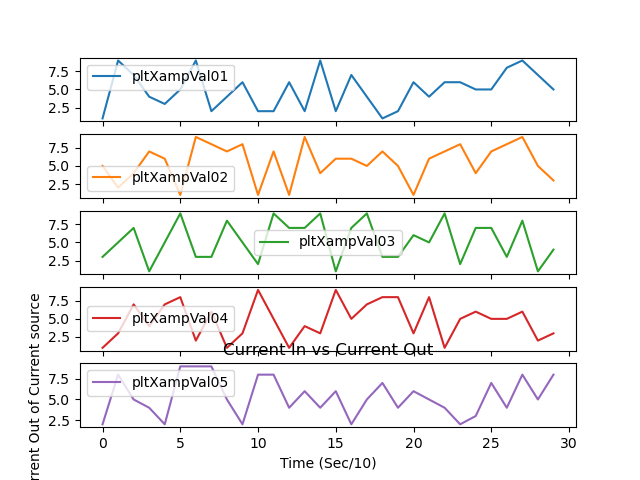 7.5
5.0
2.5
pltXampVal01
7.5
5.0
2.5
pltXampVal02
7.5
5.0
2.5
pltXampVal03
7.5
5.0
2.5
pltXampVal04
Current In vs Current Out
7.5
5.0
2.5
pltXampVal05
0 5 10 15 20 25 30
Time (Sec/10)
rrent Out of Current source